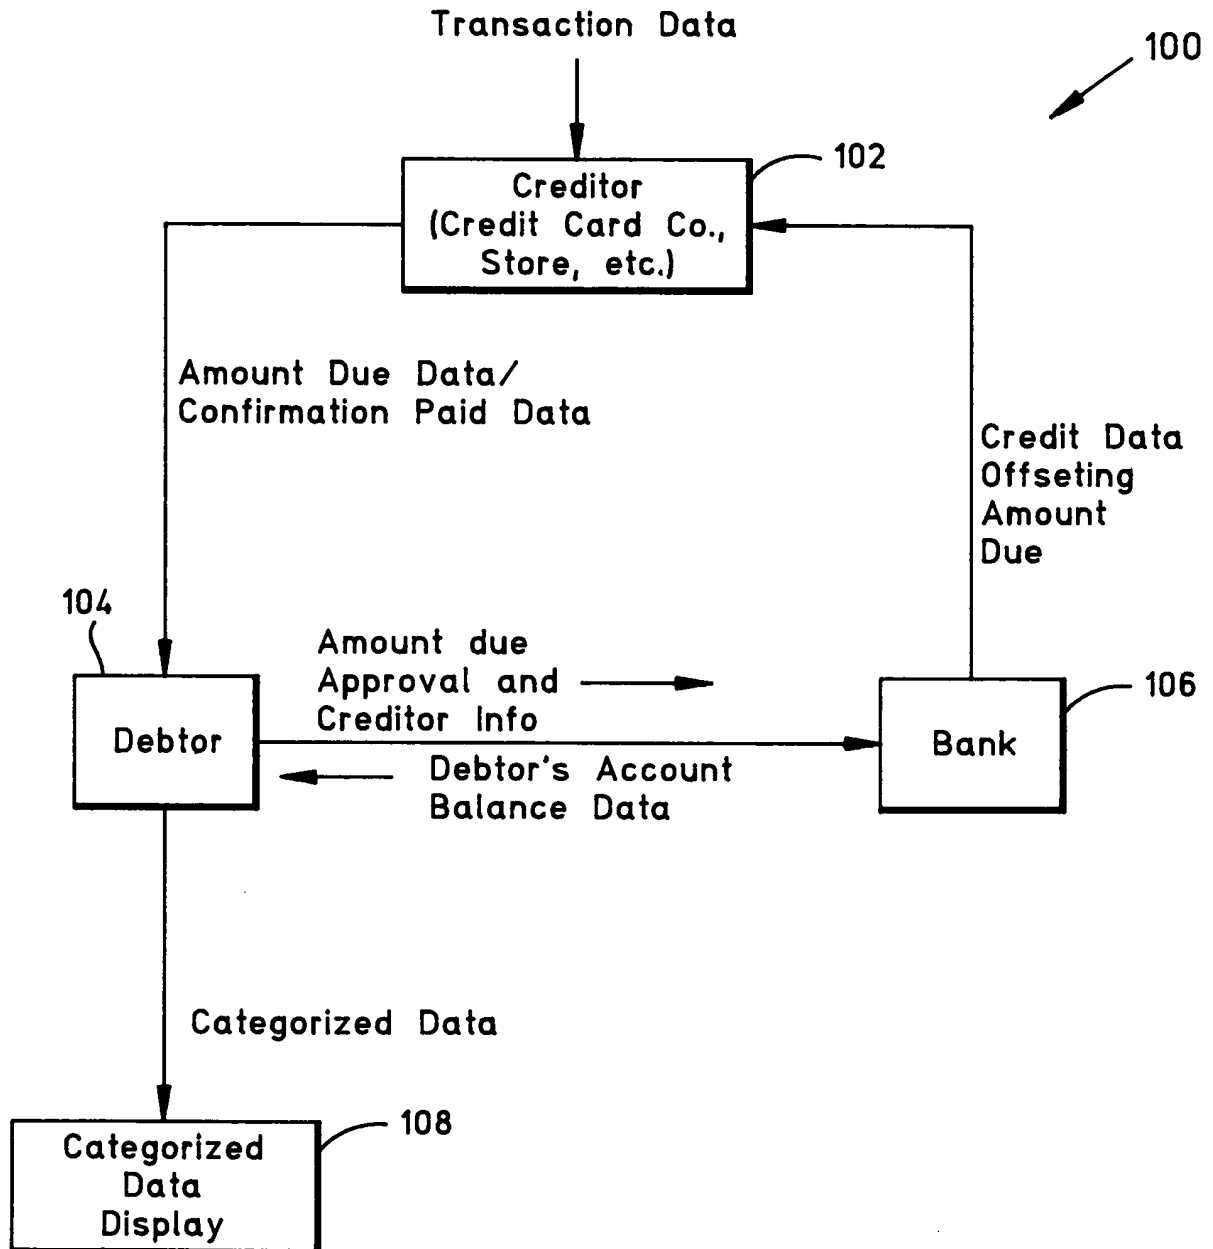 Transaction Data
100
102
Creditor
(Credit Card Co.,
Store, etc.)
Amount Due Data/
Confirmation Paid Data
Credit Data
Offseting
Amount
Due
104
Amount due
Approval and
Creditor Info
106
Debtor
Bank
Debtor's Account
Balance Data
Categorized Data
108
Categorized
Data
Display